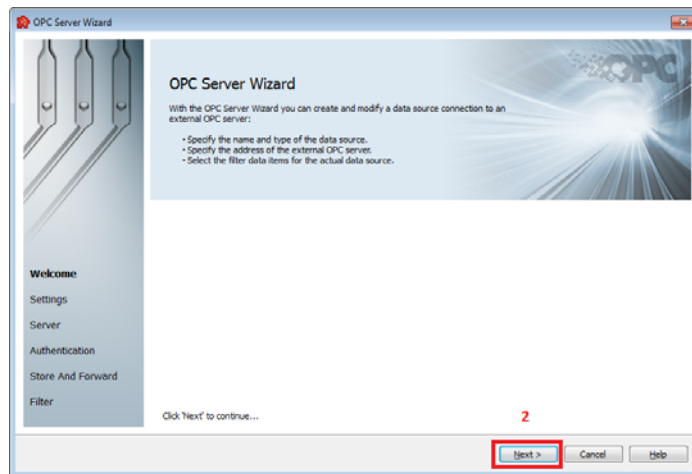 OPC Server Wizard
OPC
OPC Server Wizard
With the OPC Server Wizard you can create and modify a data source connection to an
external OPC server:
• Specify the name and type of the data source.
• Specify the address of the external OPC server.
• Select the filter data items for the actual data source.
Welcome
Settings
Server
Authentication
Store And Forward
Filter
Click 'Next' to continue...
2
Next >
Cancel
Help